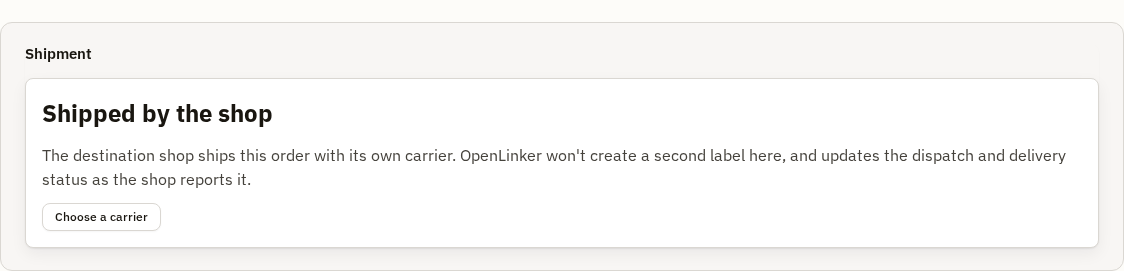 Shipment
Shipped by the shop
The destination shop ships this order with its own carrier. OpenLinker won't create a second label here, and updates the dispatch and delivery
status as the shop reports it.
Choose a carrier